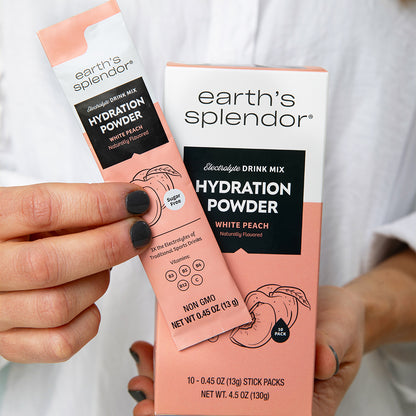 earth's
splendor®
Electrolyte DRINK MIX
HYDRATION
POWDER
WHITE PEACH
Naturally Flavored
Sugar
Free
3X the Electrolytes of
Traditional Sports Drinks
Vitamins:
B3 B5 B6
B12 C
NON GMO
NET WT 0.45 OZ (13 g)
earth's
splendor®
Electrolyte DRINK MIX
HYDRATION
POWDER
WHITE PEACH
Naturally Flavored
10
PACK
10 - 0.45 OZ (13g) STICK PACKS
NET WT. 4.5 OZ (130g)